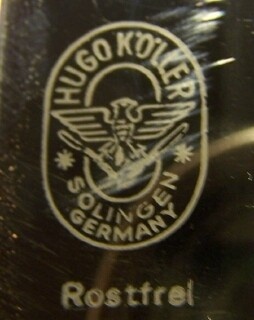 HUGO KÖLLER
SOLINGEN
GERMANY
Rostfrei